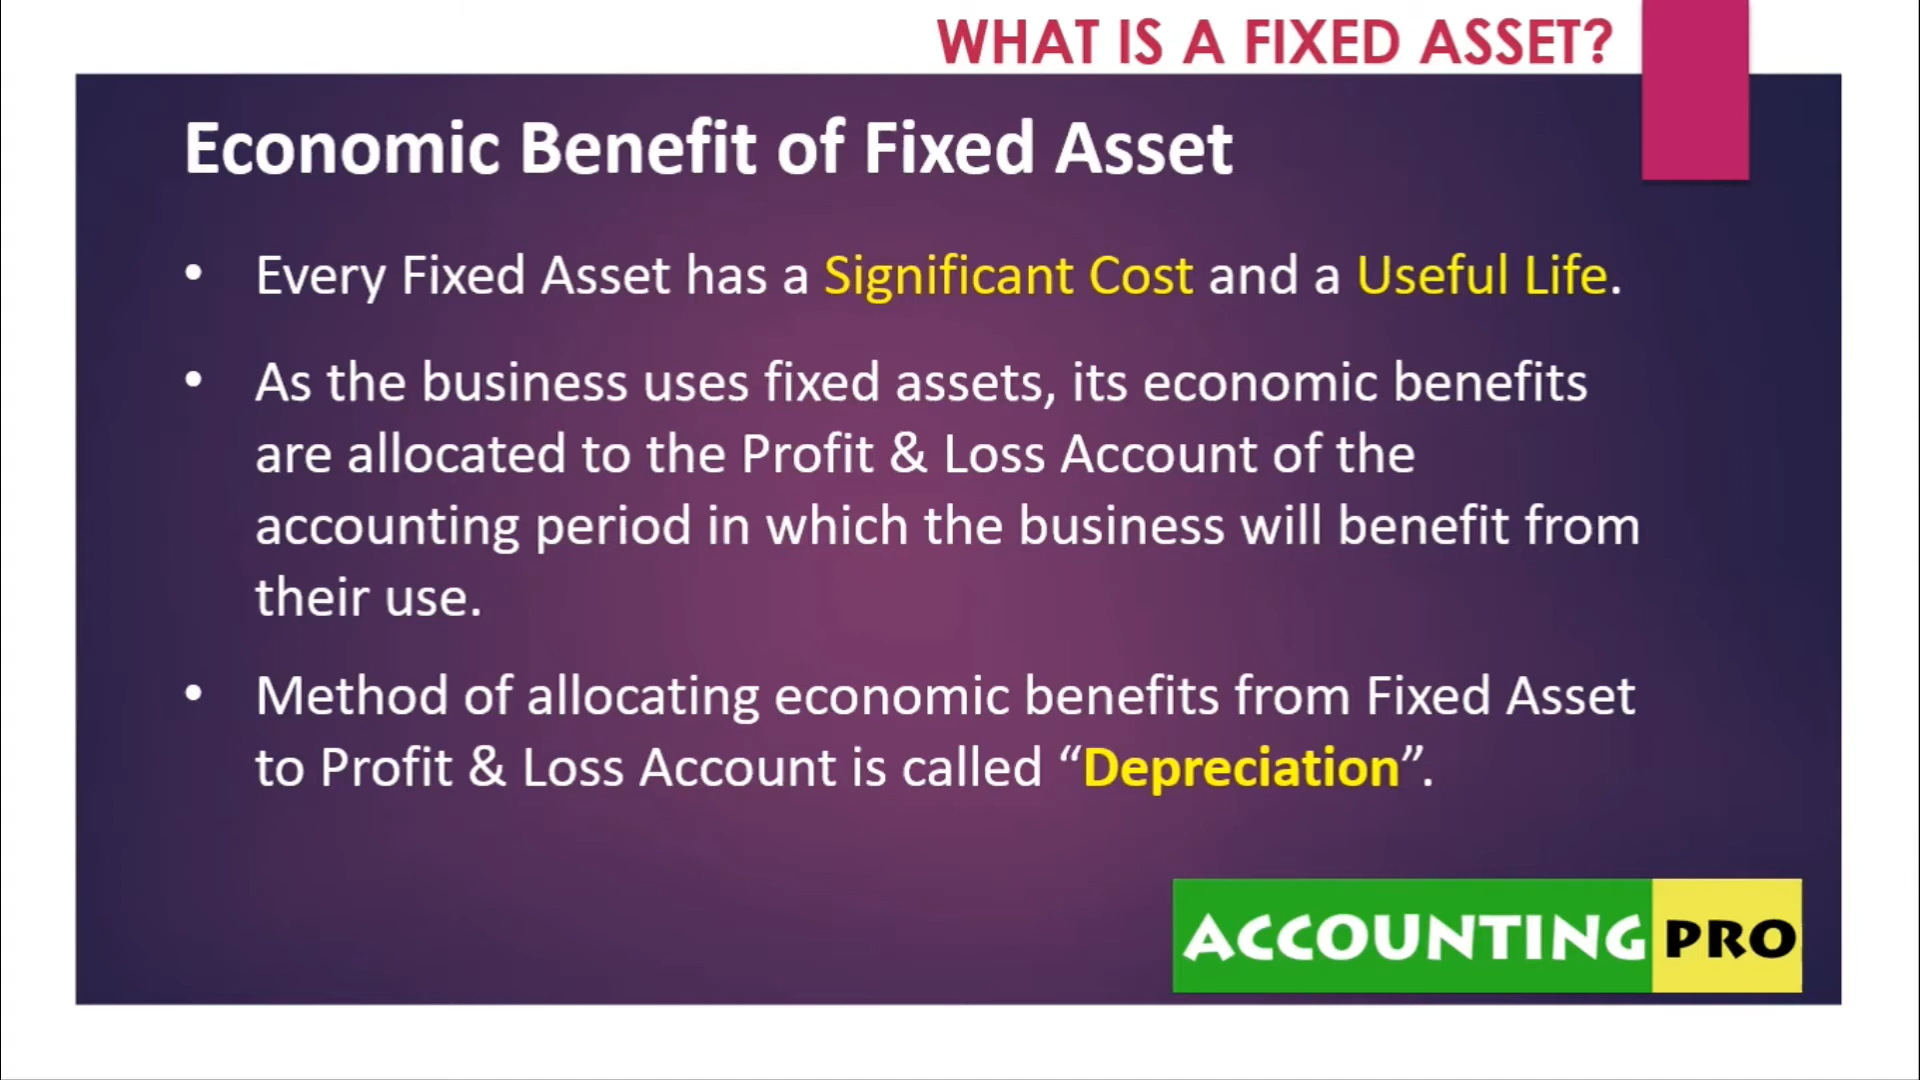 WHAT IS A FIXED ASSET?
Economic Benefit of Fixed Asset
• Every Fixed Asset has a Significant Cost and a Useful Life.
• As the business uses fixed assets, its economic benefits
are allocated to the Profit & Loss Account of the
accounting period in which the business will benefit from
their use.
• Method of allocating economic benefits from Fixed Asset
to Profit & Loss Account is called “Depreciation”.
ACCOUNTING PRO